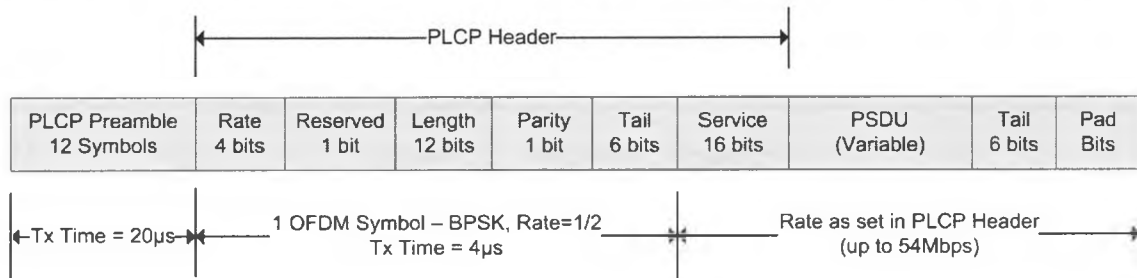 PLCP Header
PLCP Preamble
12 Symbols
Rate
4 bits
Reserved
1 bit
Length
12 bits
Parity
1 bit
Tail
6 bits
Service
16 bits
PSDU
(Variable)
Tail
6 bits
Pad
Bits
Tx Time = 20µs
1 OFDM Symbol – BPSK, Rate=1/2
Tx Time = 4µs
Rate as set in PLCP Header
(up to 54Mbps)